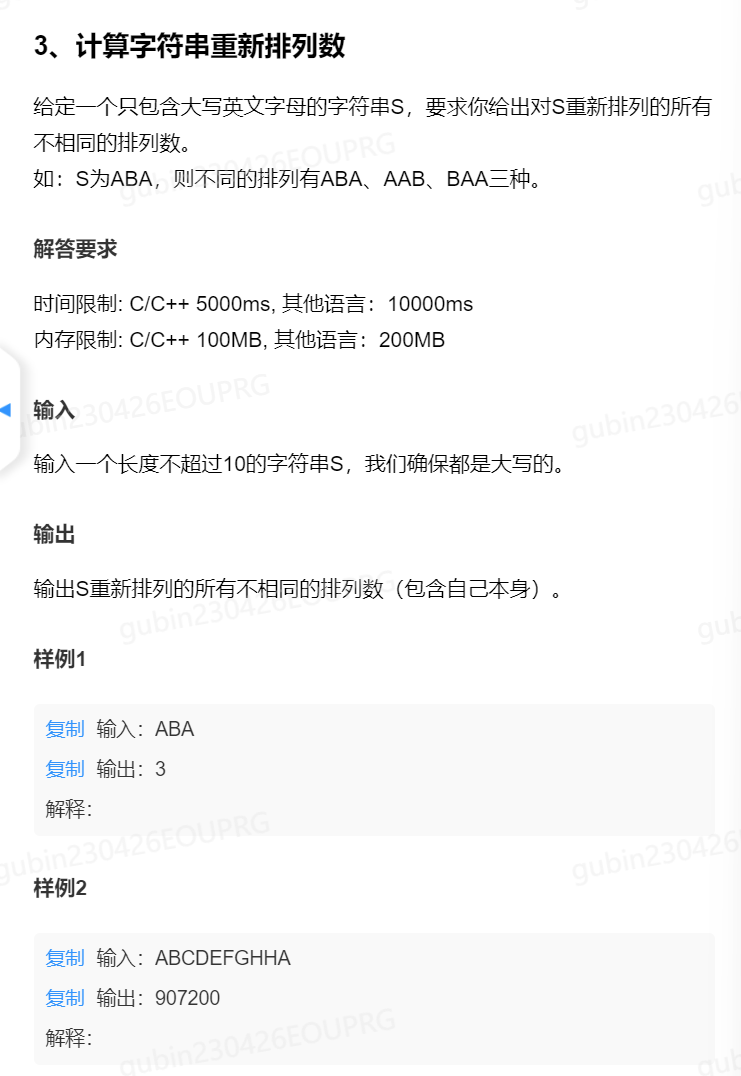 3、计算字符串重新排列数
给定一个只包含大写英文字母的字符串S，要求你给出对S重新排列的所有
不相同的排列数。
如：S为ABA，则不同的排列有ABA、AAB、BAA三种。
解答要求
时间限制: C/C++ 5000ms, 其他语言：10000ms
内存限制: C/C++ 100MB, 其他语言：200MB
输入
输入一个长度不超过10的字符串S，我们确保都是大写的。
输出
输出S重新排列的所有不相同的排列数（包含自己本身）。
样例1
复制 输入：ABA
复制 输出：3
解释：
样例2
复制 输入：ABCDEFGHHA
复制 输出：907200
解释：
gubin230426EOUPRG